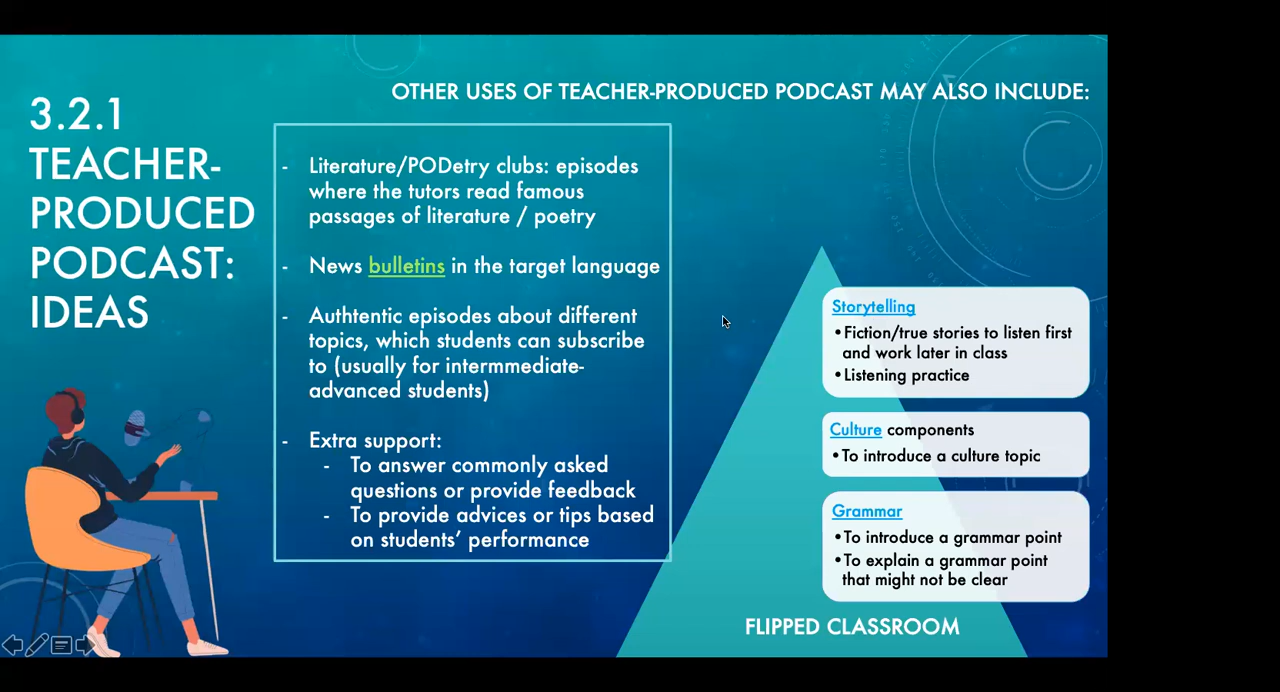 3.2.1
TEACHER-
PRODUCED
PODCAST:
IDEAS
OTHER USES OF TEACHER-PRODUCED PODCAST MAY ALSO INCLUDE:
- Literature/PODetry clubs: episodes
where the tutors read famous
passages of literature / poetry
- News bulletins in the target language
- Authtentic episodes about different
topics, which students can subscribe
to (usually for intermmediate-
advanced students)
- Extra support:
- To answer commonly asked
questions or provide feedback
- To provide advices or tips based
on students' performance
Storytelling
•Fiction/true stories to listen first
and work later in class
•Listening practice
Culture components
•To introduce a culture topic
Grammar
•To introduce a grammar point
•To explain a grammar point
that might not be clear
FLIPPED CLASSROOM